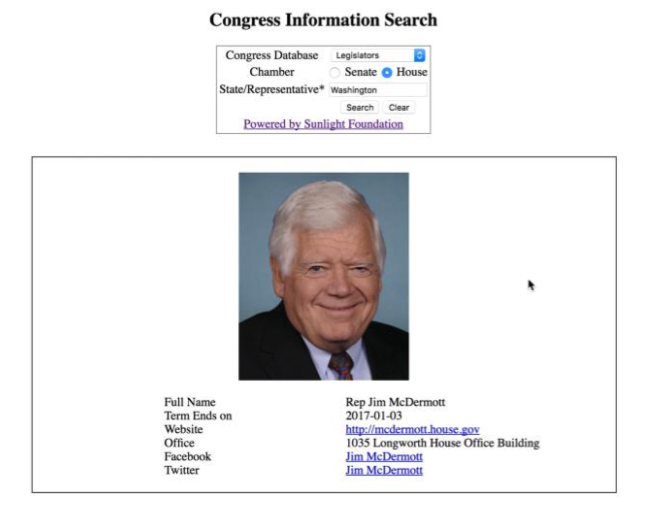 Congress Information Search
Congress Database Legislators
Chamber Senate House
State/Representative* Washington
Search Clear
Powered by Sunlight Foundation
Full Name Rep Jim McDermott
Term Ends on 2017-01-03
Website http://mcdermott.house.gov
Office 1035 Longworth House Office Building
Facebook Jim McDermott
Twitter Jim McDermott